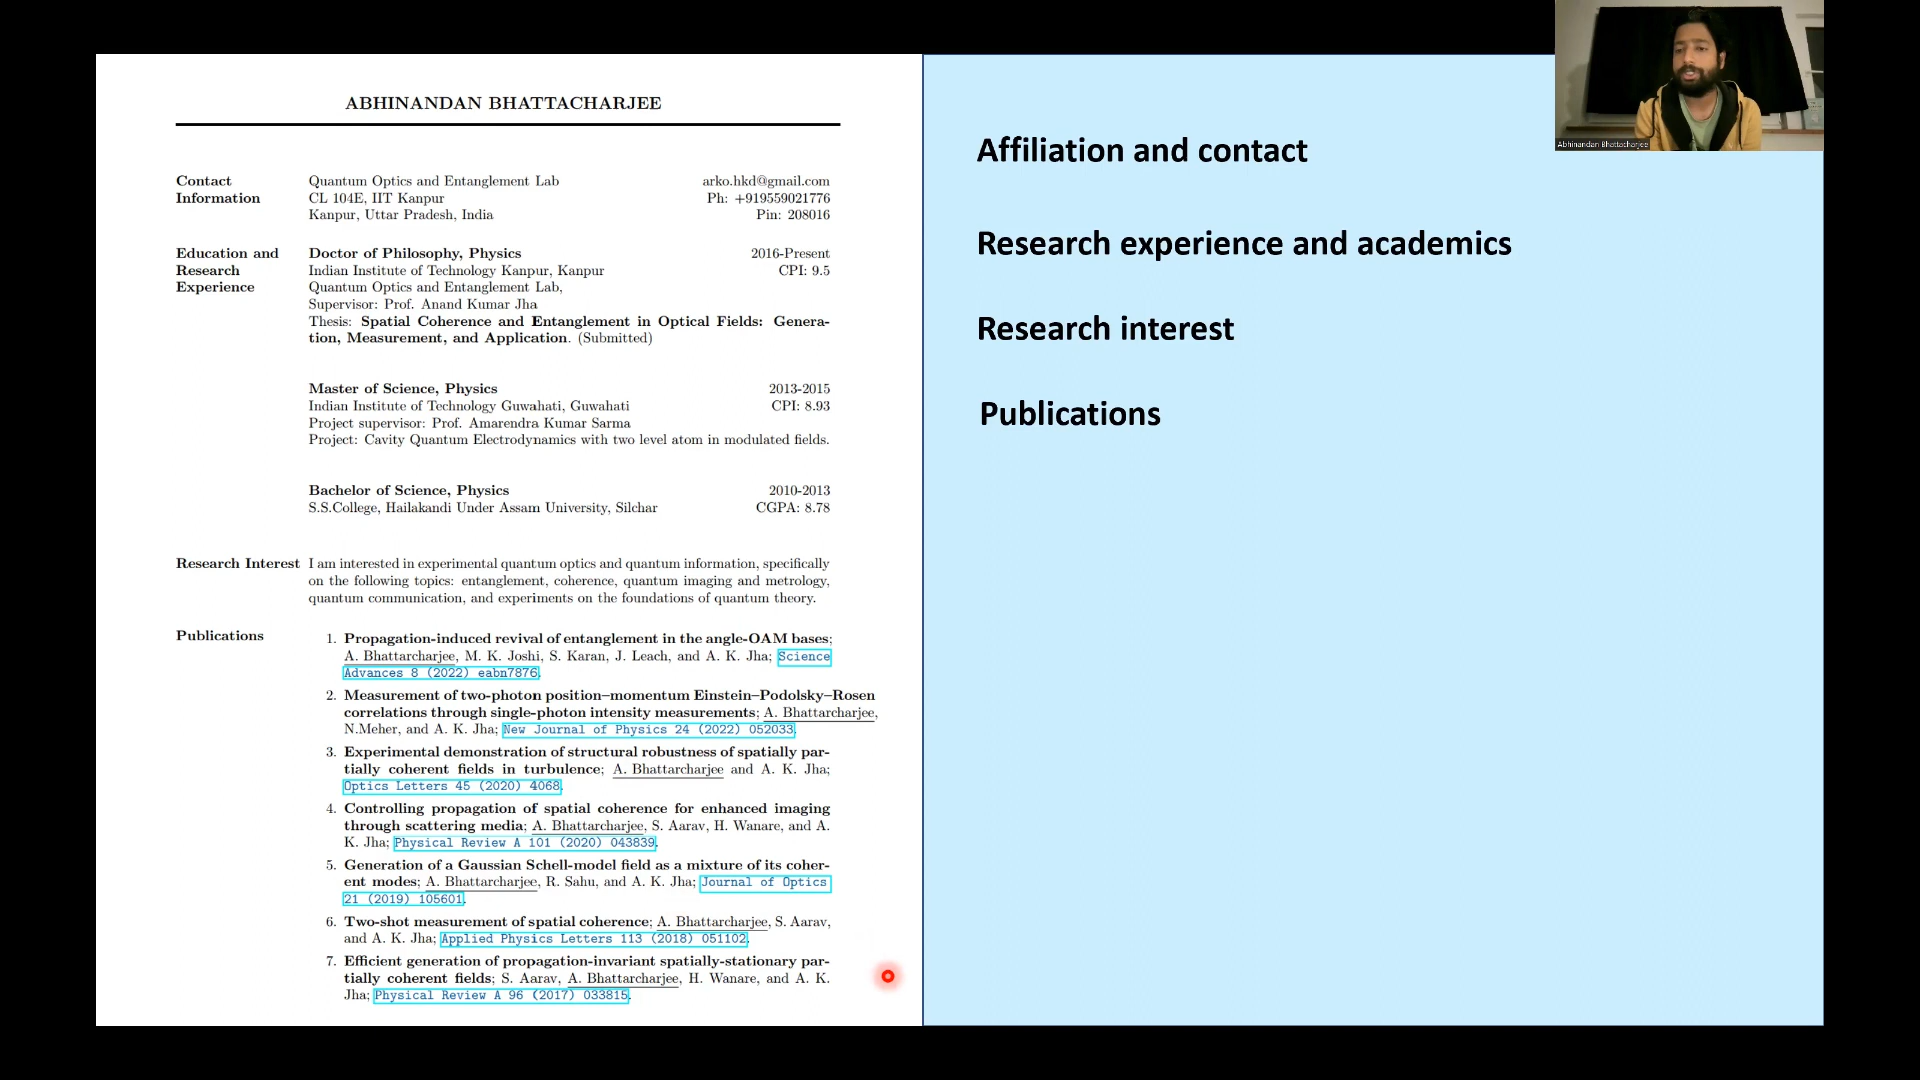 ABHINANDAN BHATTACHARJEE
Contact Information
Quantum Optics and Entanglement Lab arko.hkd@gmail.com
CL 104E, IIT Kanpur Ph: +919559021776
Kanpur, Uttar Pradesh, India Pin: 208016
Education and Research Experience
Doctor of Philosophy, Physics 2016-Present
Indian Institute of Technology Kanpur, Kanpur CPI: 9.5
Quantum Optics and Entanglement Lab,
Supervisor: Prof. Anand Kumar Jha
Thesis: Spatial Coherence and Entanglement in Optical Fields: Genera-
tion, Measurement, and Application. (Submitted)
Master of Science, Physics 2013-2015
Indian Institute of Technology Guwahati, Guwahati CPI: 8.93
Project supervisor: Prof. Amarendra Kumar Sarma
Project: Cavity Quantum Electrodynamics with two level atom in modulated fields.
Bachelor of Science, Physics 2010-2013
S.S.College, Hailakandi Under Assam University, Silchar CGPA: 8.78
Research Interest I am interested in experimental quantum optics and quantum information, specifically
on the following topics: entanglement, coherence, quantum imaging and metrology,
quantum communication, and experiments on the foundations of quantum theory.
Publications
1. Propagation-induced revival of entanglement in the angle-OAM bases;
A. Bhattarcharjee, M. K. Joshi, S. Karan, J. Leach, and A. K. Jha; Science
Advances 8 (2022) eabn7876.
2. Measurement of two-photon position–momentum Einstein–Podolsky–Rosen
correlations through single-photon intensity measurements; A. Bhattarcharjee,
N.Meher, and A. K. Jha; New Journal of Physics 24 (2022) 052033.
3. Experimental demonstration of structural robustness of spatially par-
tially coherent fields in turbulence; A. Bhattarcharjee and A. K. Jha;
Optics Letters 45 (2020) 4068.
4. Controlling propagation of spatial coherence for enhanced imaging
through scattering media; A. Bhattarcharjee, S. Aarav, H. Wanare, and A.
K. Jha; Physical Review A 101 (2020) 043839.
5. Generation of a Gaussian Schell-model field as a mixture of its coher-
ent modes; A. Bhattarcharjee, R. Sahu, and A. K. Jha; Journal of Optics
21 (2019) 105601.
6. Two-shot measurement of spatial coherence; A. Bhattarcharjee, S. Aarav,
and A. K. Jha; Applied Physics Letters 113 (2018) 051102.
7. Efficient generation of propagation-invariant spatially-stationary par-
tially coherent fields; S. Aarav, A. Bhattarcharjee, H. Wanare, and A. K.
Jha; Physical Review A 96 (2017) 033815.
Affiliation and contact
Research experience and academics
Research interest
Publications
Abhinandan Bhattacharjee